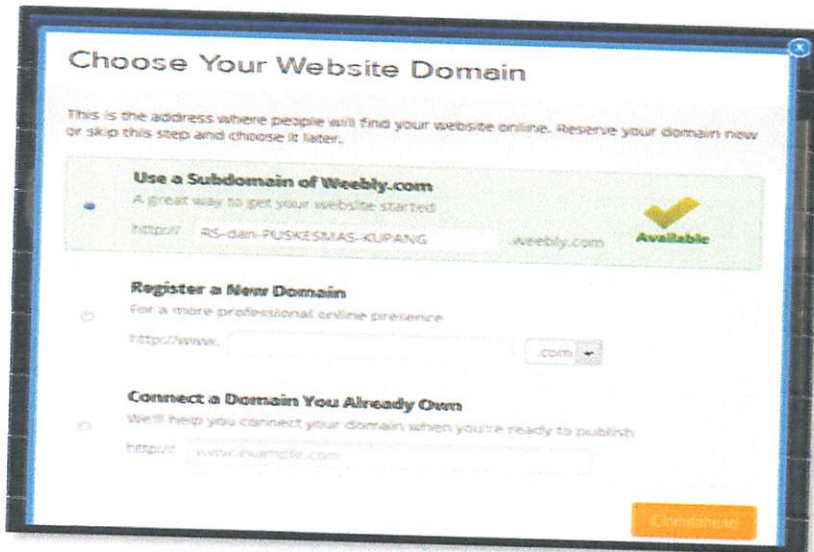 Choose Your Website Domain
This is the address where people will find your website online. Reserve your domain now
or skip this step and choose it later.
Use a Subdomain of Weebly.com
A great way to get your website started
http:// RS-dan-PUSKESMAS-KUPANG .weebly.com Available
Register a New Domain
For a more professional online presence
http://www. .com
Connect a Domain You Already Own
We'll help you connect your domain when you're ready to publish
http:// www.example.com
Continue